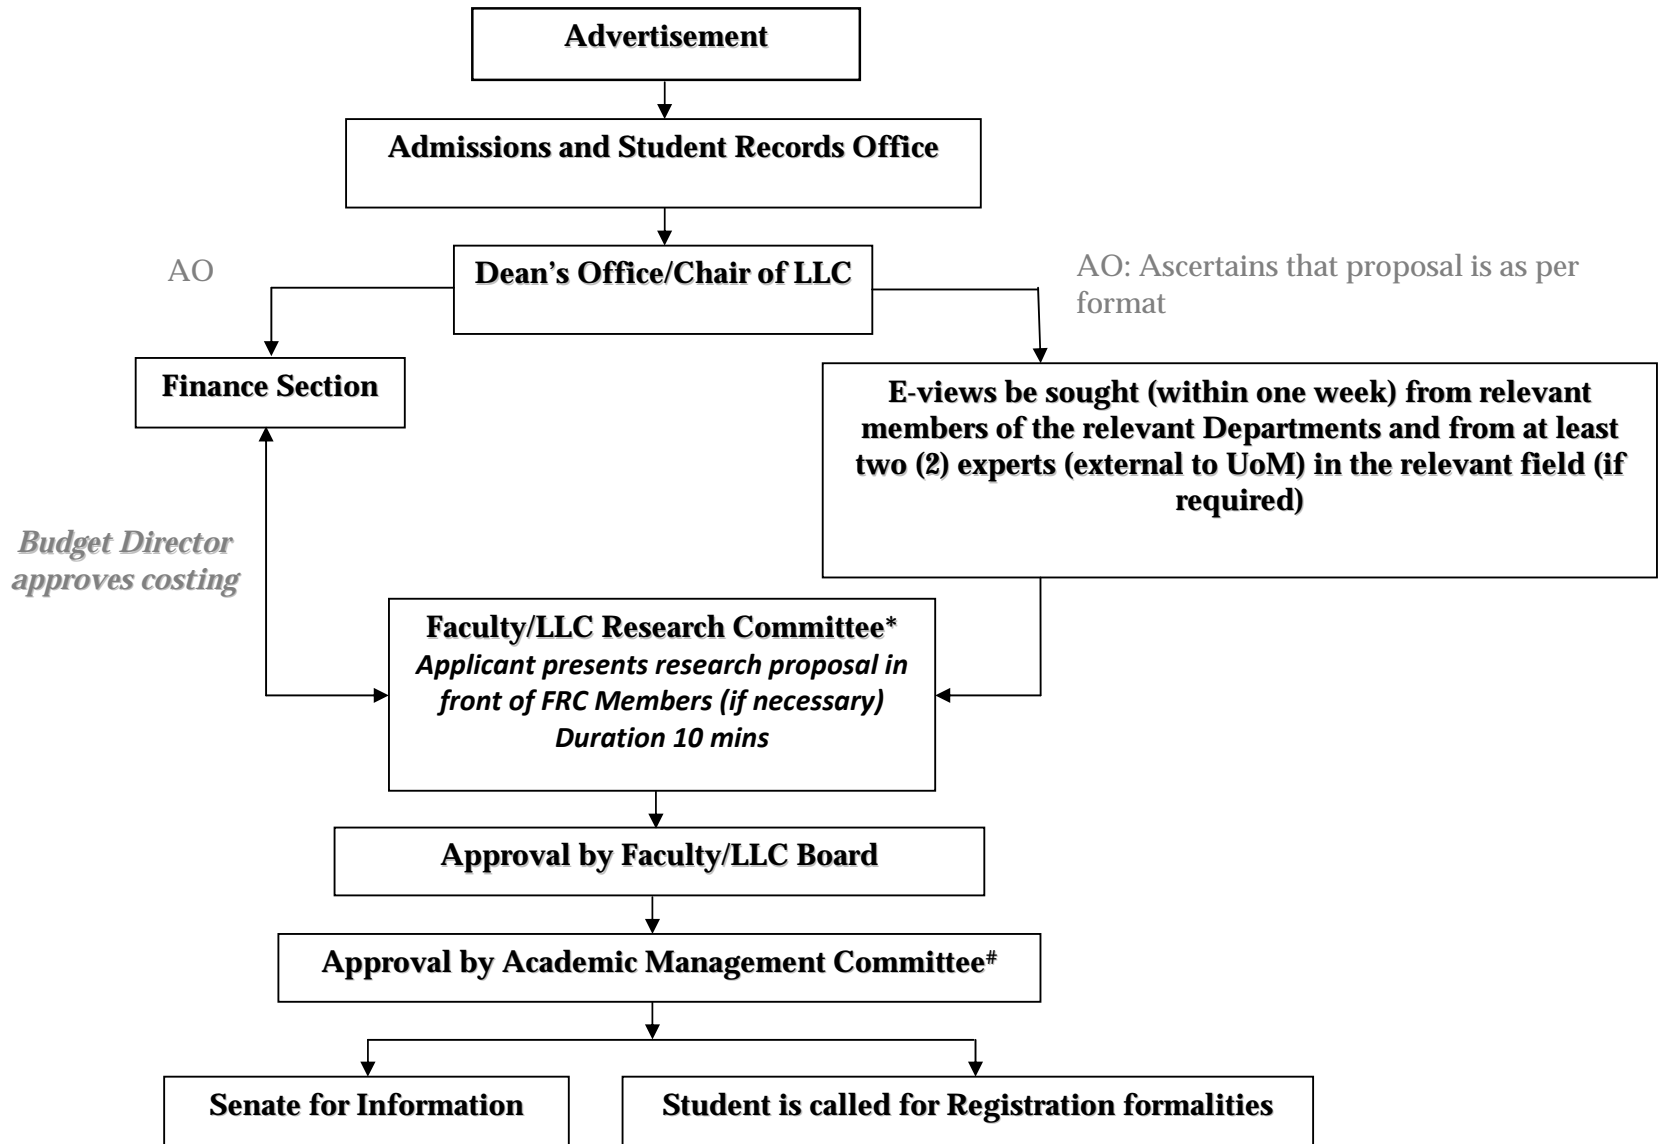 Advertisement
Admissions and Student Records Office
AO
Dean’s Office/Chair of LLC
AO: Ascertains that proposal is as per
format
Finance Section
E-views be sought (within one week) from relevant
members of the relevant Departments and from at least
two (2) experts (external to UoM) in the relevant field (if
required)
Budget Director
approves costing
Faculty/LLC Research Committee*
Applicant presents research proposal in
front of FRC Members (if necessary)
Duration 10 mins
Approval by Faculty/LLC Board
Approval by Academic Management Committee#
Senate for Information
Student is called for Registration formalities